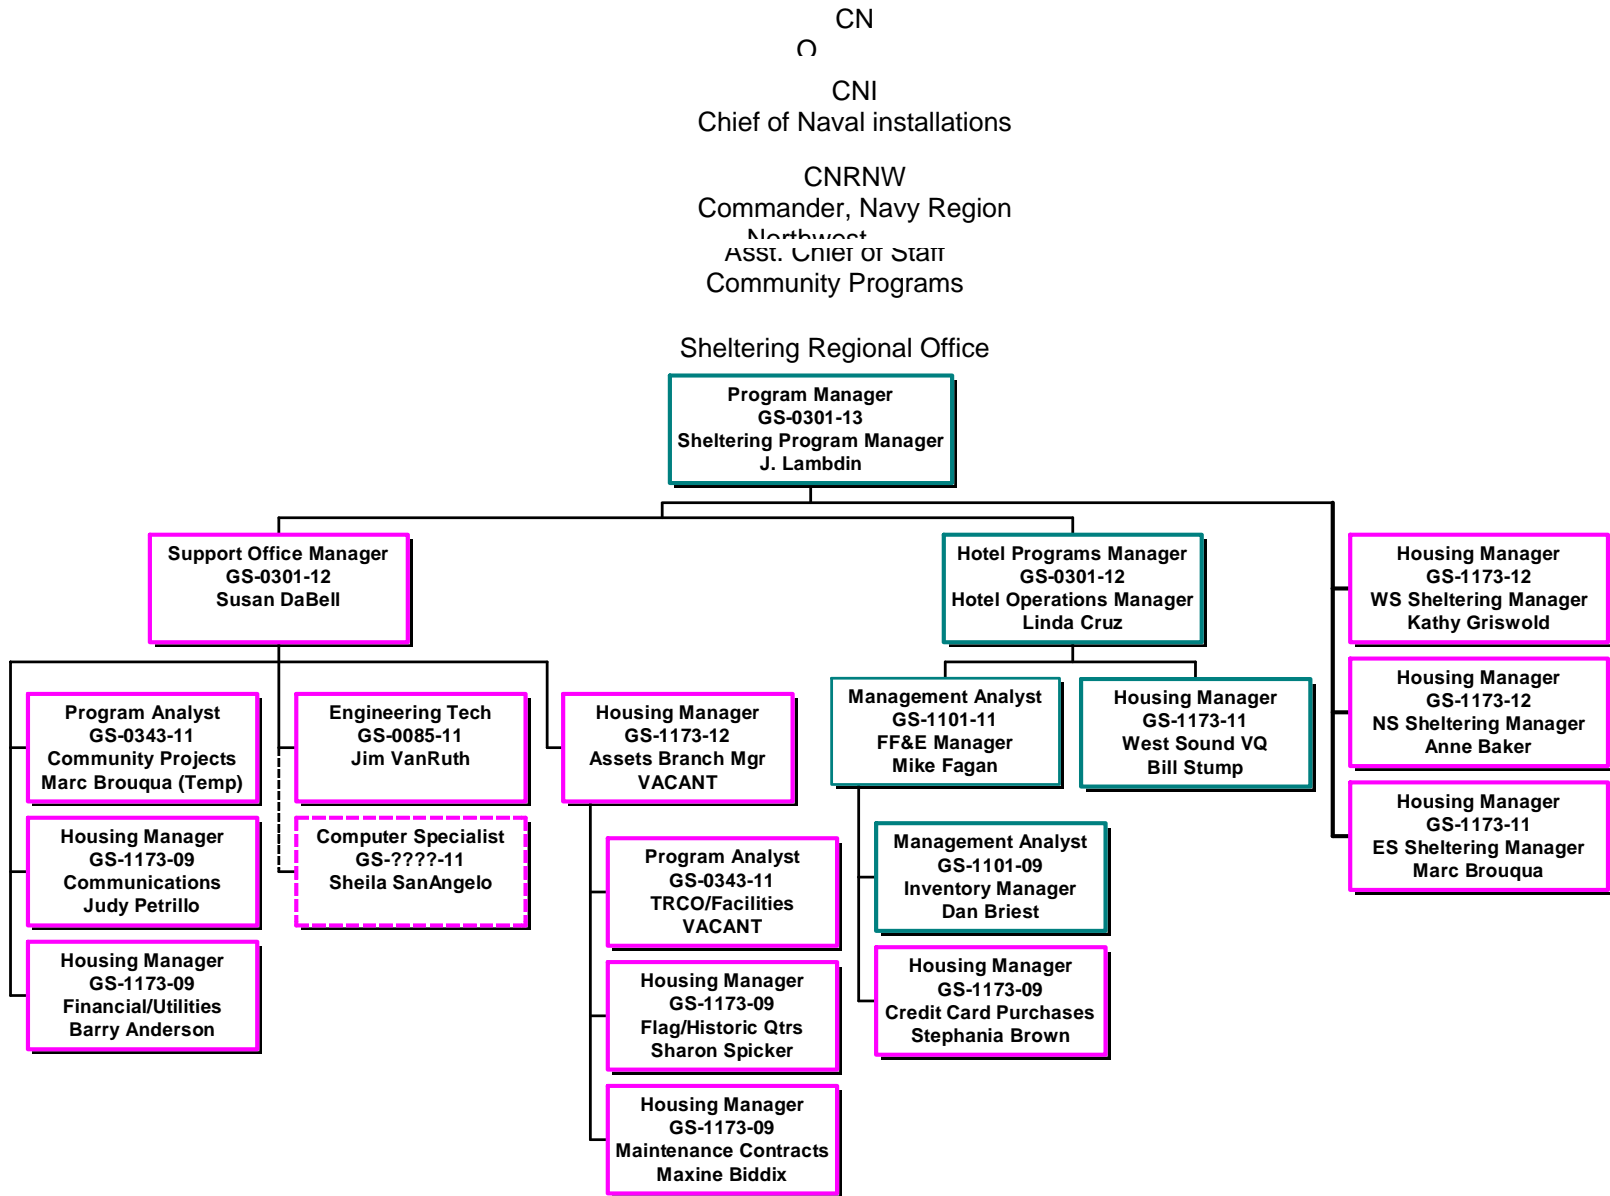 CN
O
CNI
Chief of Naval installations
CNRNW
Commander, Navy Region
Northwest
Asst. Chief of Staff
Community Programs
Sheltering Regional Office
Program Manager
GS-0301-13
Sheltering Program Manager
J. Lambdin
Support Office Manager
GS-0301-12
Susan DaBell
Hotel Programs Manager
GS-0301-12
Hotel Operations Manager
Linda Cruz
Housing Manager
GS-1173-12
WS Sheltering Manager
Kathy Griswold
Housing Manager
GS-1173-12
NS Sheltering Manager
Anne Baker
Housing Manager
GS-1173-11
ES Sheltering Manager
Marc Brouqua
Program Analyst
GS-0343-11
Community Projects
Marc Brouqua (Temp)
Housing Manager
GS-1173-09
Communications
Judy Petrillo
Housing Manager
GS-1173-09
Financial/Utilities
Barry Anderson
Engineering Tech
GS-0085-11
Jim VanRuth
Computer Specialist
GS-????-11
Sheila SanAngelo
Housing Manager
GS-1173-12
Assets Branch Mgr
VACANT
Program Analyst
GS-0343-11
TRCO/Facilities
VACANT
Housing Manager
GS-1173-09
Flag/Historic Qtrs
Sharon Spicker
Housing Manager
GS-1173-09
Maintenance Contracts
Maxine Biddix
Management Analyst
GS-1101-11
FF&E Manager
Mike Fagan
Housing Manager
GS-1173-11
West Sound VQ
Bill Stump
Management Analyst
GS-1101-09
Inventory Manager
Dan Briest
Housing Manager
GS-1173-09
Credit Card Purchases
Stephania Brown